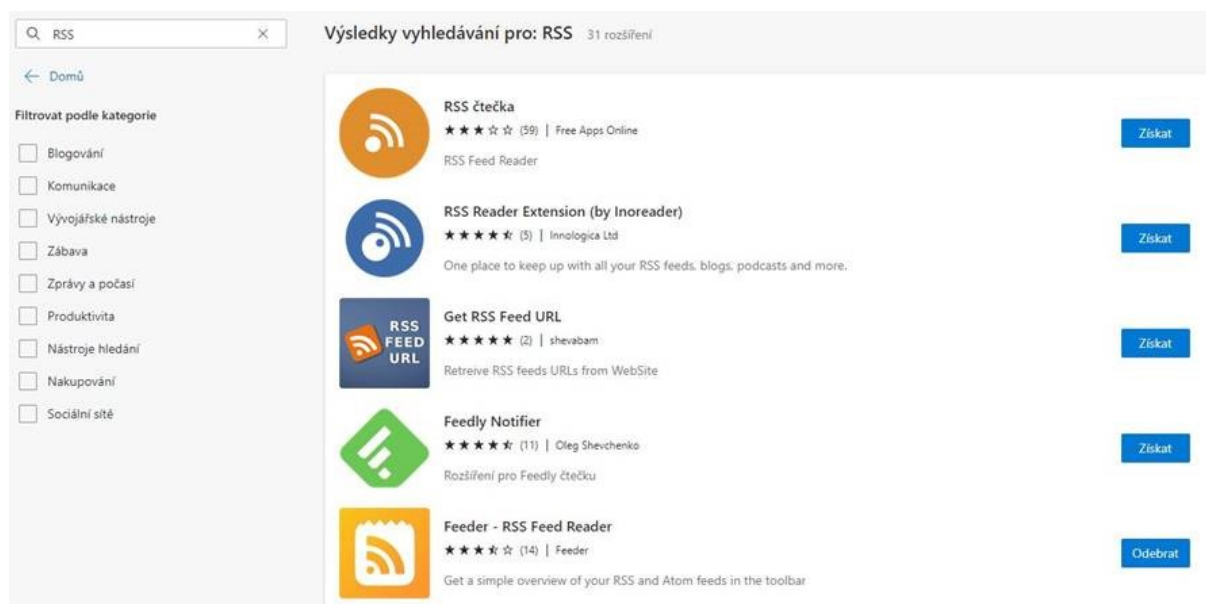 RSS
Domů
Filtrovat podle kategorie
Blogování
Komunikace
Vývojářské nástroje
Zábava
Zprávy a počasí
Produktivita
Nástroje hledání
Nakupování
Sociální sítě
Výsledky vyhledávání pro: RSS 31 rozšíření
RSS čtečka
(59) | Free Apps Online
RSS Feed Reader
Získat
RSS Reader Extension (by Inoreader)
(5) | Innologica Ltd
One place to keep up with all your RSS feeds, blogs, podcasts and more.
Získat
RSS
FEED
URL
Get RSS Feed URL
(2) | shevabam
Retreive RSS feeds URLs from WebSite
Získat
Feedly Notifier
(11) | Oleg Shevchenko
Rozšíření pro Feedly čtečku
Získat
Feeder - RSS Feed Reader
(14) | Feeder
Get a simple overview of your RSS and Atom feeds in the toolbar
Odebrat